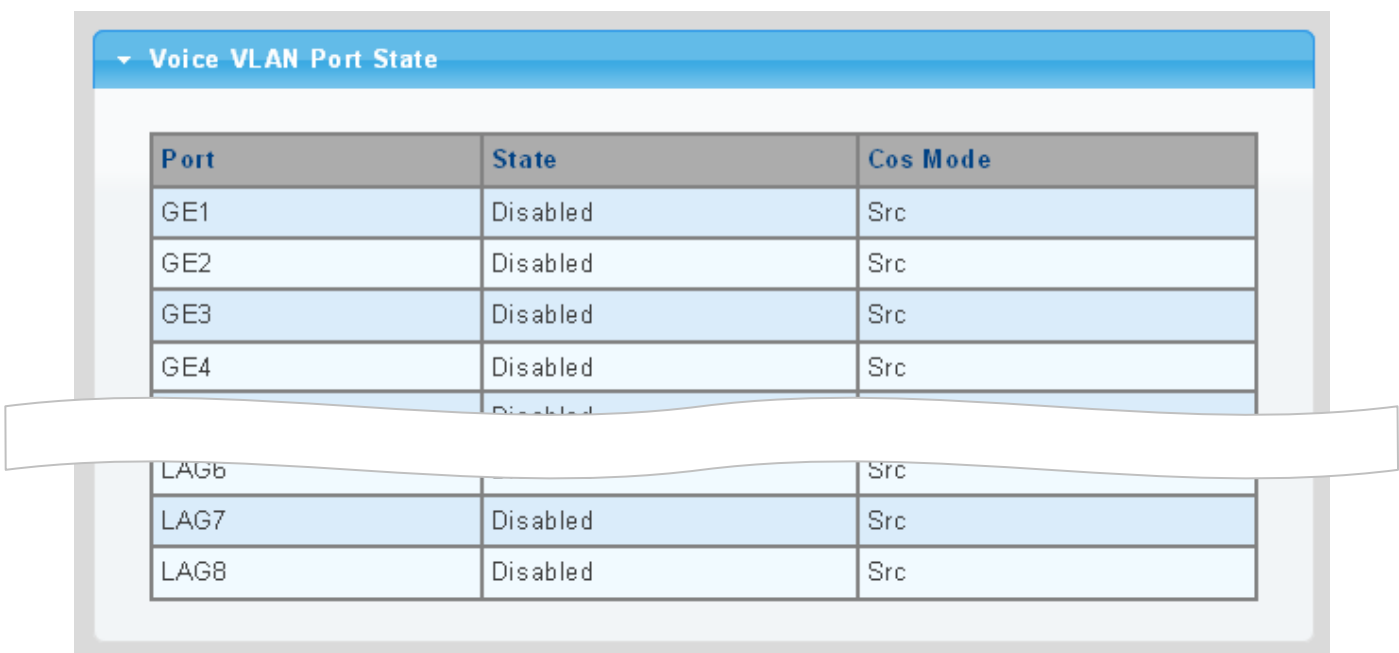 Voice VLAN Port State
Port State Cos Mode
GE1 Disabled Src
GE2 Disabled Src
GE3 Disabled Src
GE4 Disabled Src
Disabled
LAG6 Src
LAG7 Disabled Src
LAG8 Disabled Src